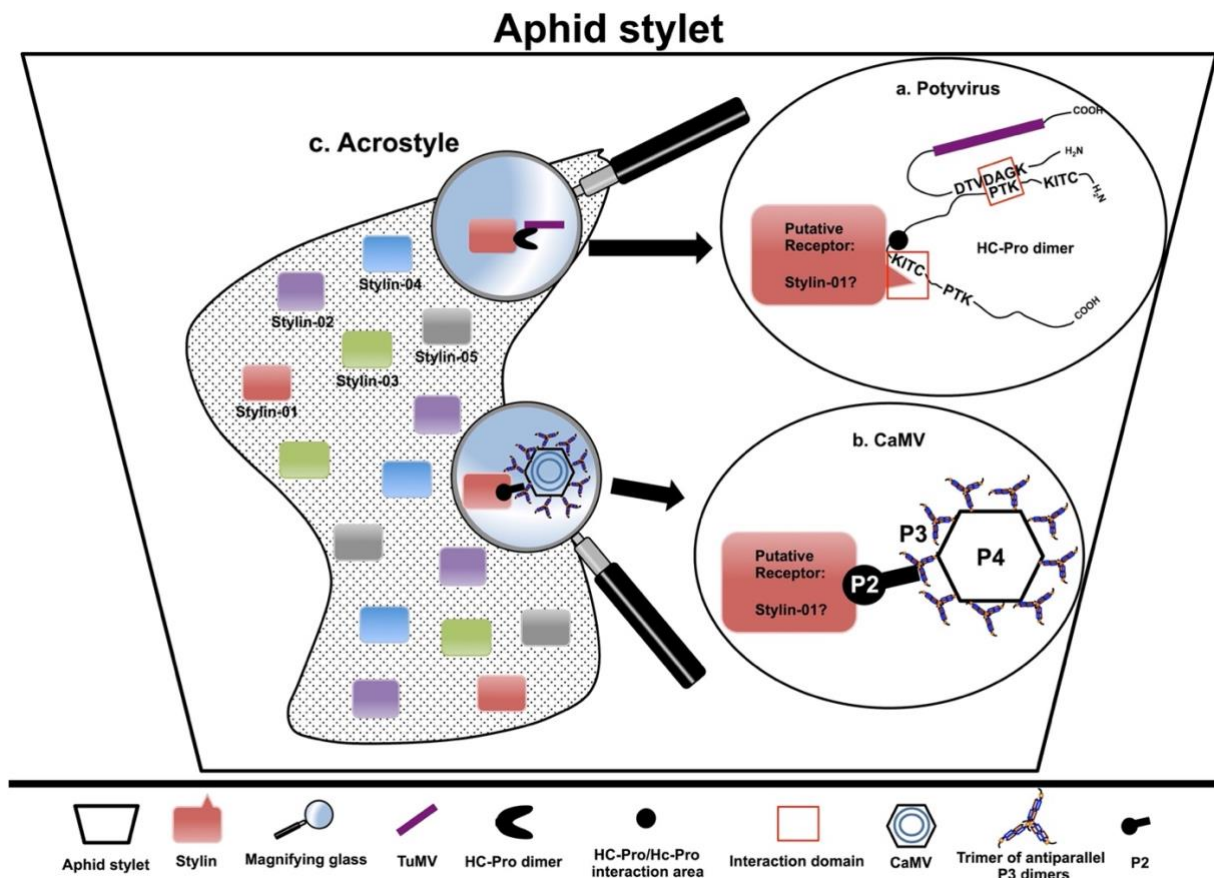 Aphid stylet
c. Acrostyle
Stylin-04
Stylin-02
Stylin-05
Stylin-03
Stylin-01
a. Potyvirus
COOH
H₂N
DTVDAGK
PTK
KITC
H₂N
Putative
Receptor:
Stylin-01?
HC-Pro dimer
KITC
PTK
COOH
b. CaMV
P3
P4
Putative
Receptor:
P2
Stylin-01?
Aphid stylet
Stylin
Magnifying glass
TuMV
HC-Pro dimer
HC-Pro/Hc-Pro
interaction area
Interaction domain
CaMV
Trimer of antiparallel
P3 dimers
P2